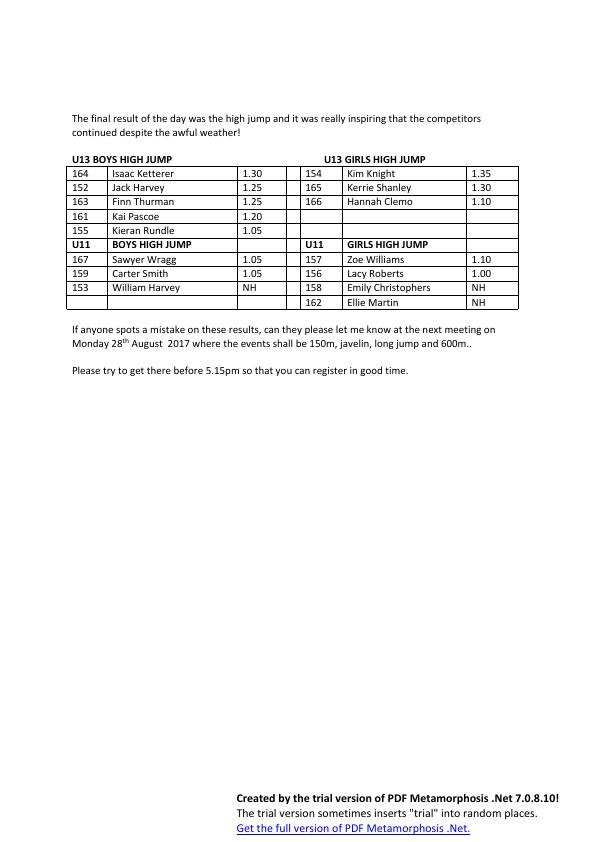 The final result of the day was the high jump and it was really inspiring that the competitors
continued despite the awful weather!
U13 BOYS HIGH JUMP U13 GIRLS HIGH JUMP
164 Isaac Ketterer 1.30 154 Kim Knight 1.35
152 Jack Harvey 1.25 165 Kerrie Shanley 1.30
163 Finn Thurman 1.25 166 Hannah Clemo 1.10
161 Kai Pascoe 1.20
155 Kieran Rundle 1.05
U11 BOYS HIGH JUMP U11 GIRLS HIGH JUMP
167 Sawyer Wragg 1.05 157 Zoe Williams 1.10
159 Carter Smith 1.05 156 Lacy Roberts 1.00
153 William Harvey NH 158 Emily Christophers NH
162 Ellie Martin NH
If anyone spots a mistake on these results, can they please let me know at the next meeting on
Monday 28th August 2017 where the events shall be 150m, javelin, long jump and 600m..
Please try to get there before 5.15pm so that you can register in good time.
Created by the trial version of PDF Metamorphosis .Net 7.0.8.10!
The trial version sometimes inserts "trial" into random places.
Get the full version of PDF Metamorphosis .Net.